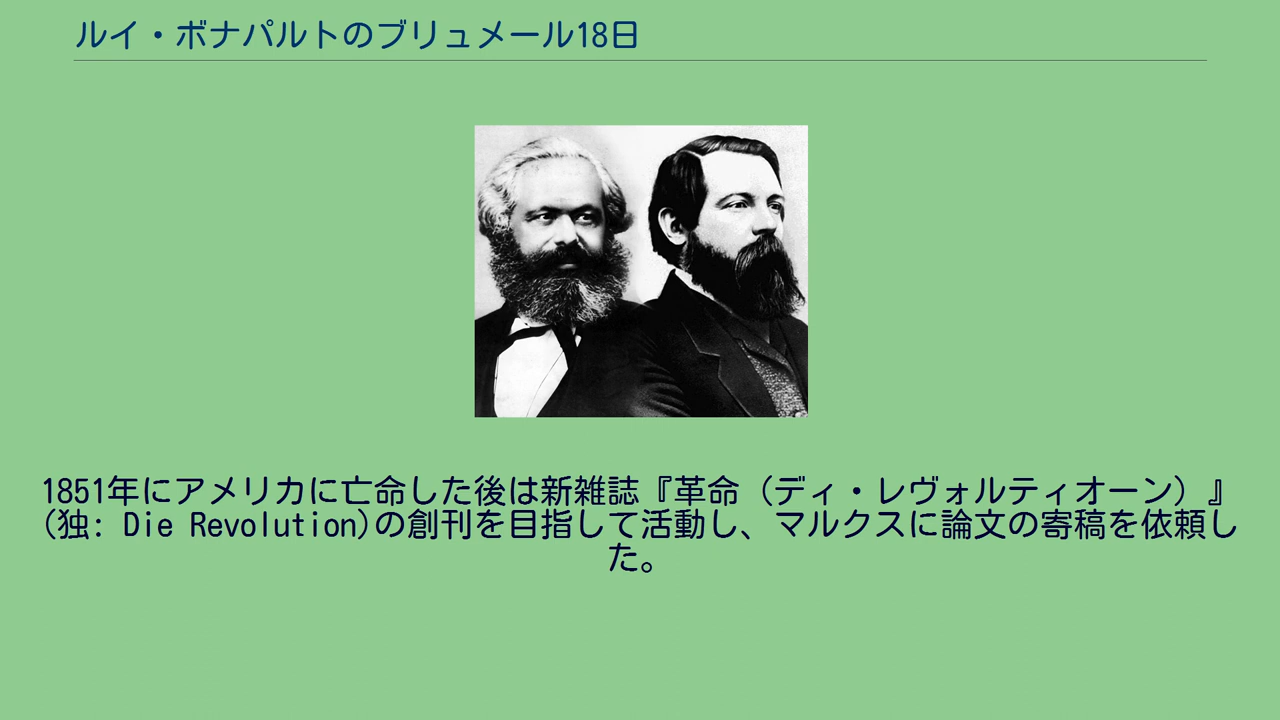 ルイ・ボナパルトのブリュメール18日
1851年にアメリカに亡命した後は新雑誌『革命（ディ・レヴォルティオーン）』
(独: Die Revolution)の創刊を目指して活動し、マルクスに論文の寄稿を依頼し
た。